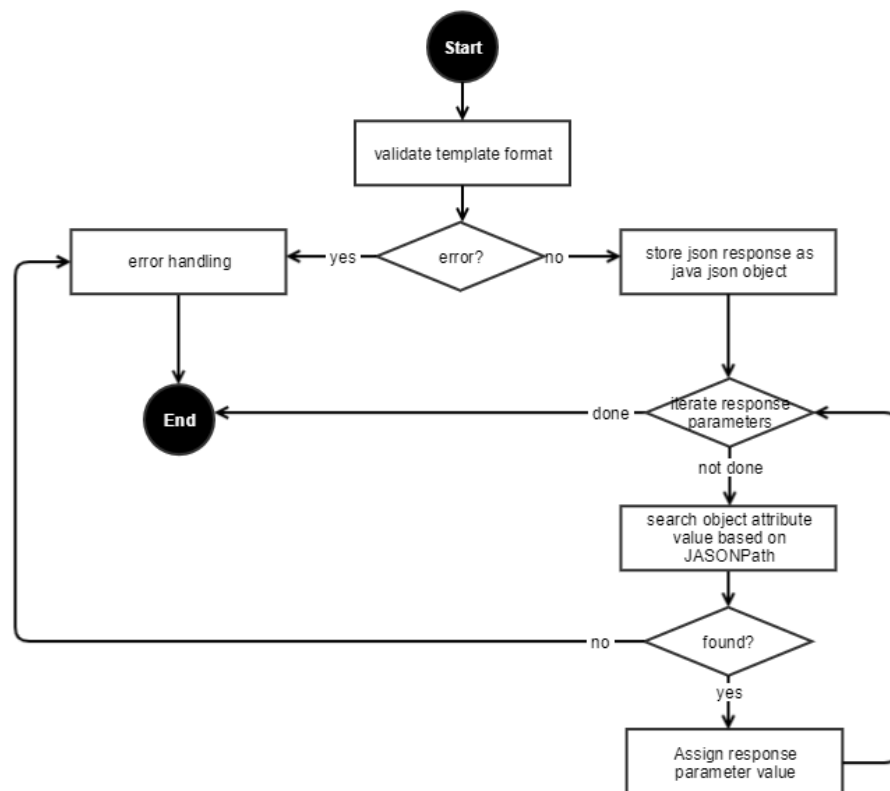 Start
validate template format
error handling
yes
error?
no
store json response as
java json object
End
done
iterate response
parameters
not done
search object attribute
value based on
JASONPath
no
found?
yes
Assign response
parameter value